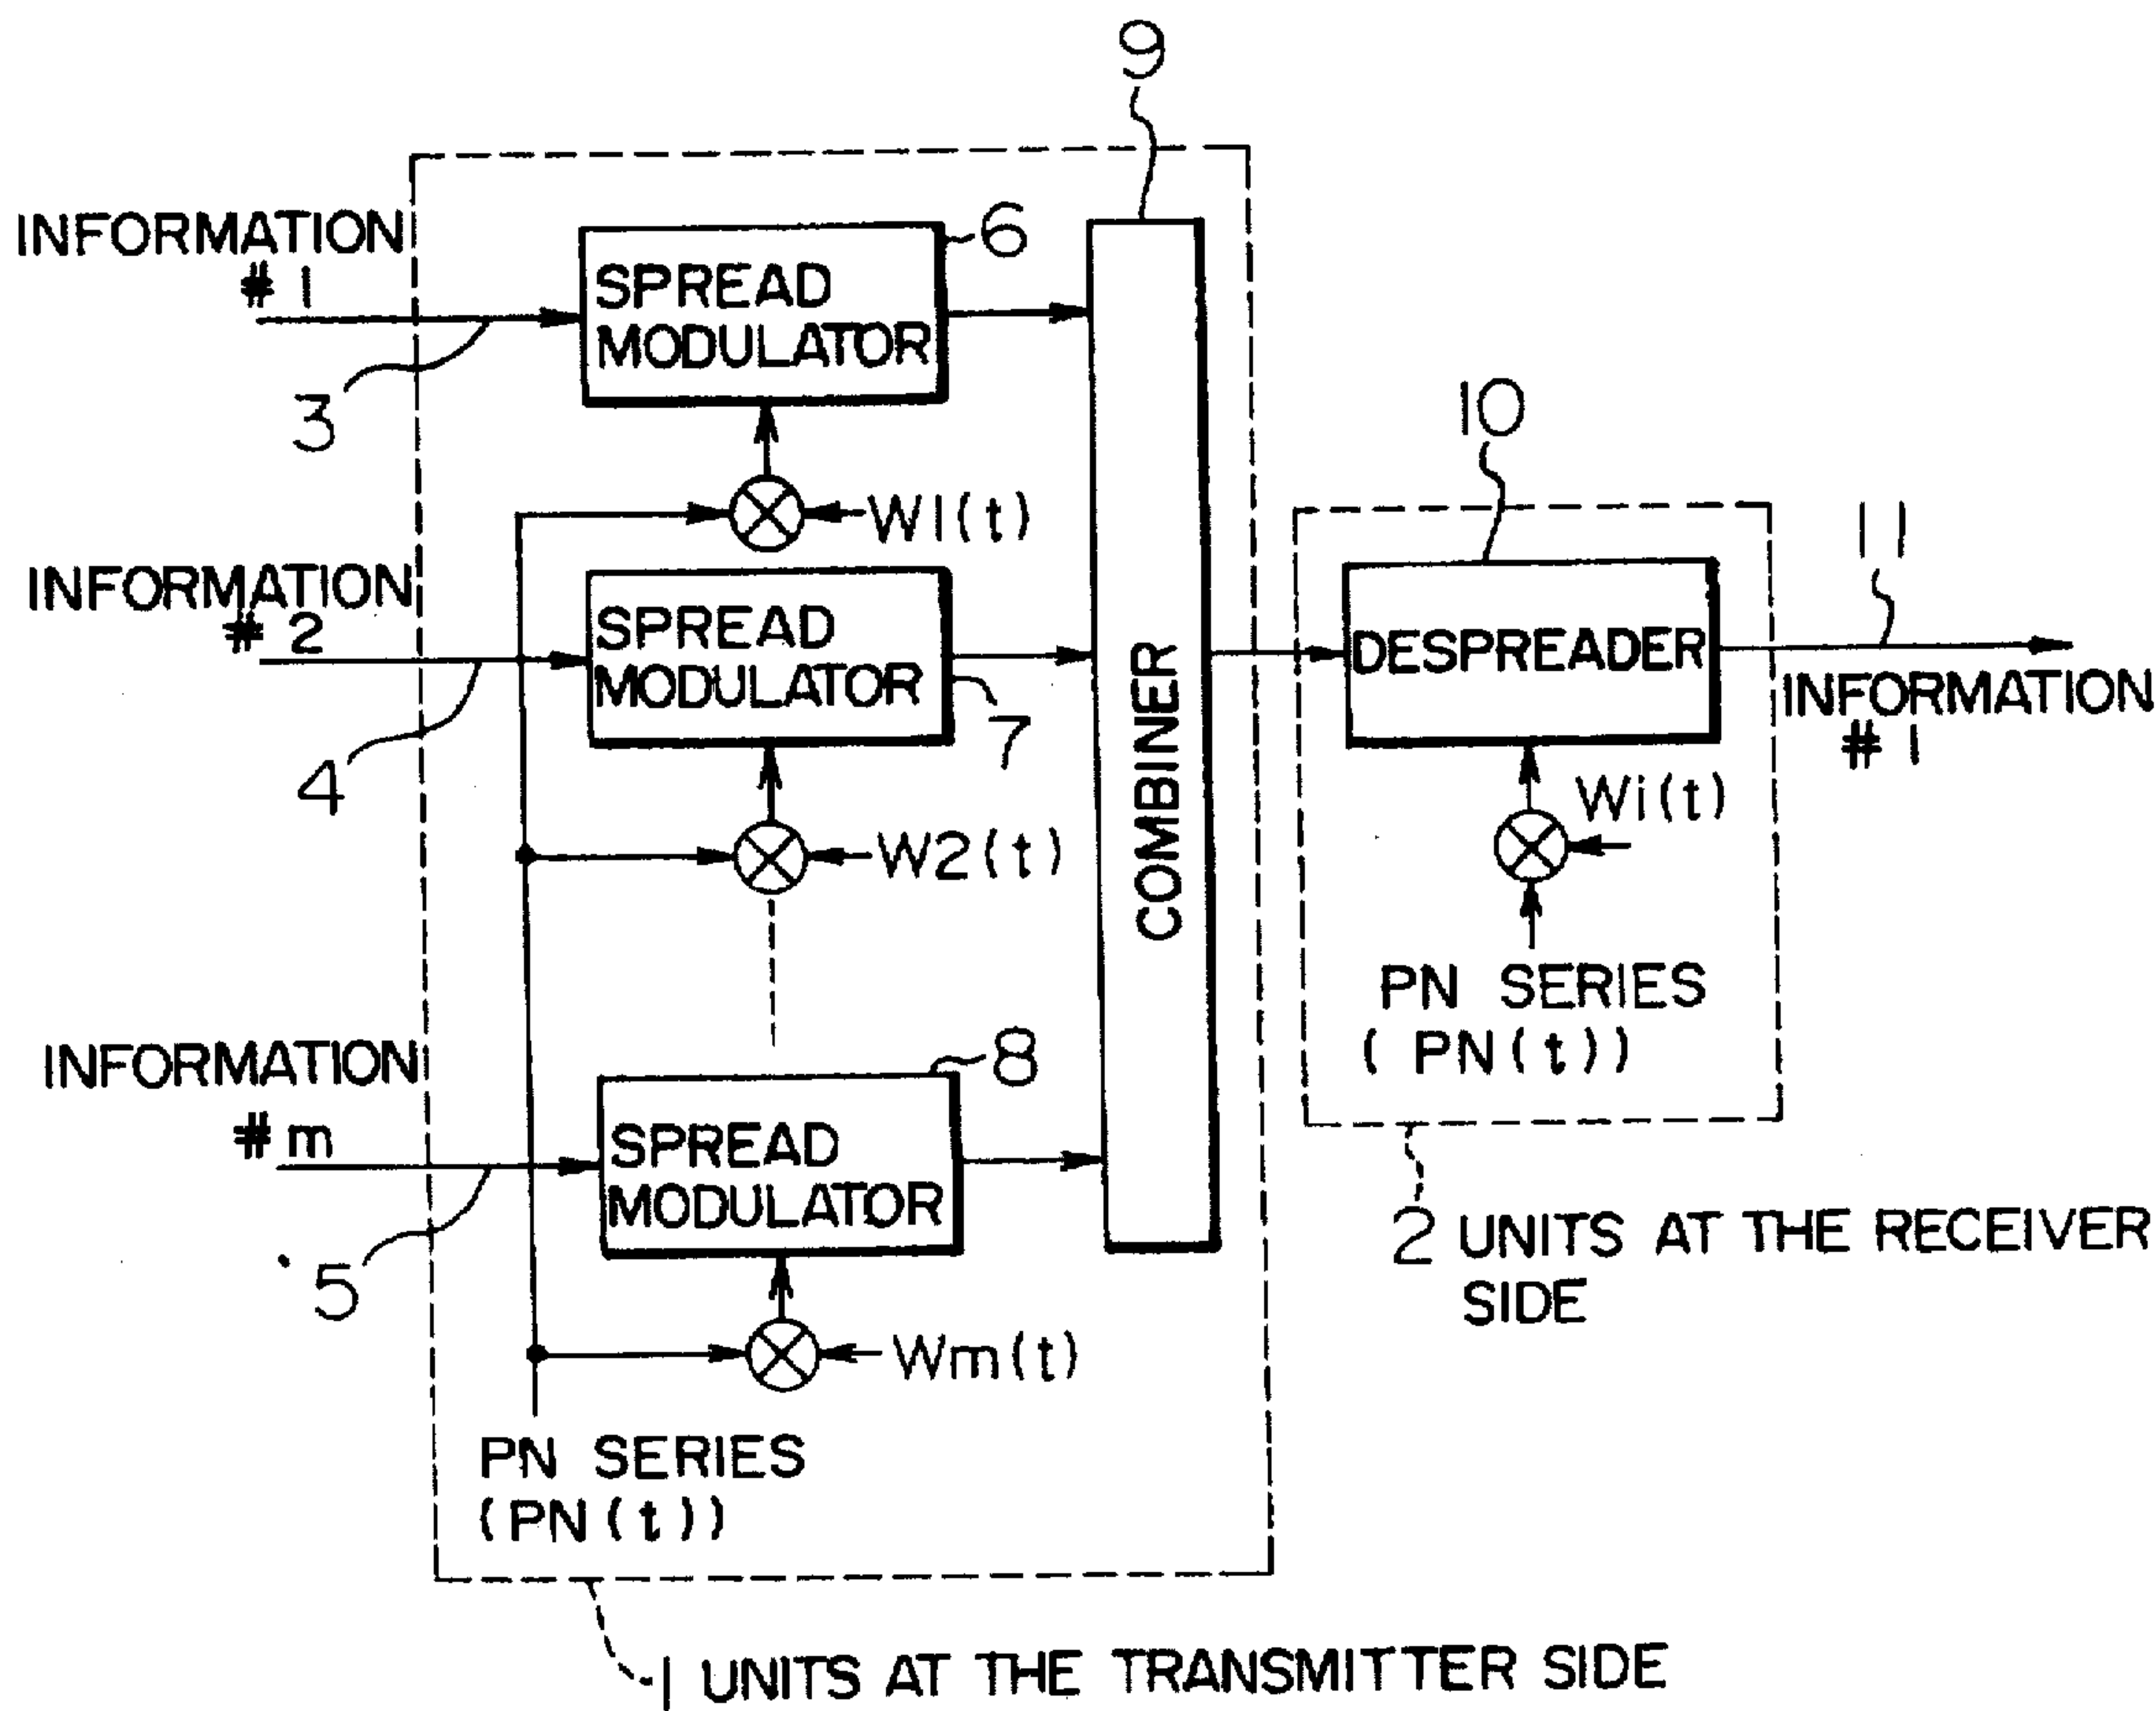 9
INFORMATION
# 1
3
SPREAD
MODULATOR
6
W1(t)
INFORMATION
# 2
4
SPREAD
MODULATOR
7
W2(t)
INFORMATION
# m
5
SPREAD
MODULATOR
8
Wm(t)
PN SERIES
(PN(t))
COMBINER
10
DESPREADER
11
INFORMATION
# 1
Wi(t)
PN SERIES
( PN(t))
2 UNITS AT THE RECEIVER
SIDE
1 UNITS AT THE TRANSMITTER SIDE